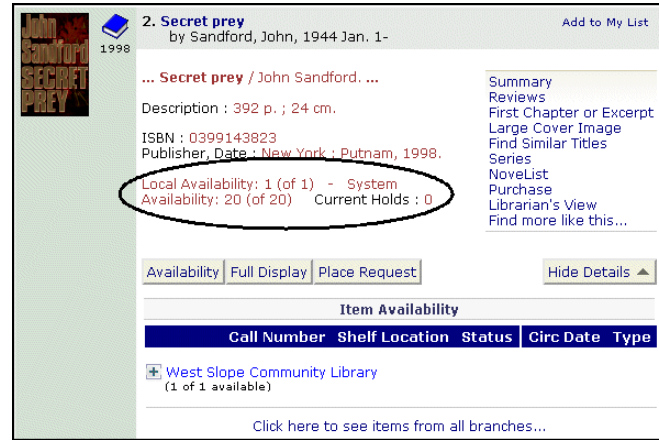 John
Sandford
SECRET
PREY
1998
2. Secret prey
by Sandford, John, 1944 Jan. 1-
Add to My List
... Secret prey / John Sandford. ...
Description : 392 p. ; 24 cm.
ISBN : 0399143823
Publisher, Date : New York : Putnam, 1998.
Local Availability: 1 (of 1) - System
Availability: 20 (of 20) Current Holds : 0
Summary
Reviews
First Chapter or Excerpt
Large Cover Image
Find Similar Titles
Series
NoveList
Purchase
Librarian's View
Find more like this...
Availability Full Display Place Request Hide Details
Item Availability
Call Number Shelf Location Status Circ Date Type
West Slope Community Library
(1 of 1 available)
Click here to see items from all branches...